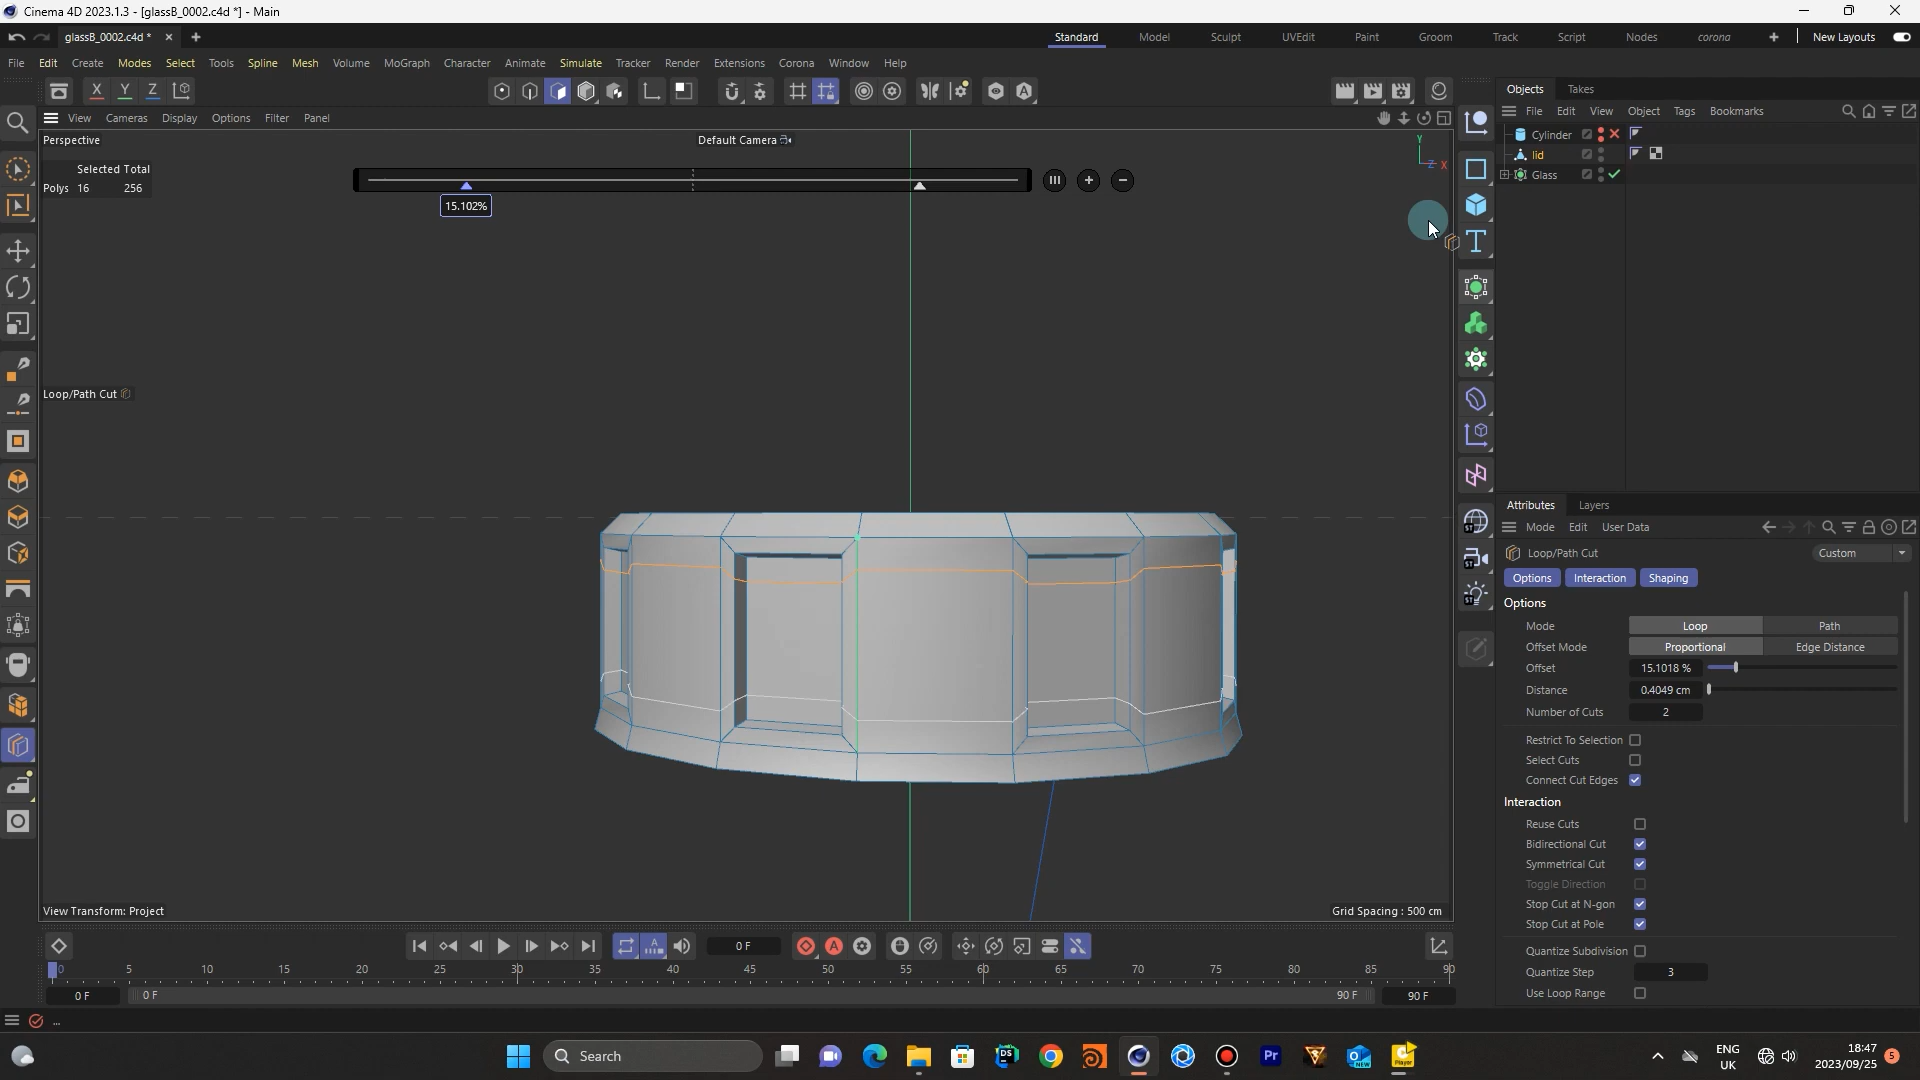 Cinema 4D 2023.1.3 - [glassB_0002.c4d *] - Main
glassB_0002.c4d *
Standard Model Sculpt UVEdit Paint Groom Track Script Nodes corona New Layouts
File Edit Create Modes Select Tools Spline Mesh Volume MoGraph Character Animate Simulate Tracker Render Extensions Corona Window Help
X Y Z
Objects Takes
View Cameras Display Options Filter Panel
File Edit View Object Tags Bookmarks
Perspective
Default Camera
Y
Z X
Cylinder
lid
Glass
Selected Total
Polys 16 256
15.102%
Loop/Path Cut
Attributes Layers
Mode Edit User Data
Loop/Path Cut
Custom
Options Interaction Shaping
Options
Mode Loop Path
Offset Mode Proportional Edge Distance
Offset 15.1018 %
Distance 0.4049 cm
Number of Cuts 2
Restrict To Selection
Select Cuts
Connect Cut Edges
Interaction
Reuse Cuts
Bidirectional Cut
Symmetrical Cut
Toggle Direction
Stop Cut at N-gon
Stop Cut at Pole
Quantize Subdivision
Quantize Step 3
Use Loop Range
ST
ST
ST
View Transform: Project
Grid Spacing : 500 cm
0 F
0 5 10 15 20 25 30 35 40 45 50 55 60 65 70 75 80 85 90
0 F 0 F 90 F 90 F
...
Search
ENG
UK
18:47
2023/09/25
5